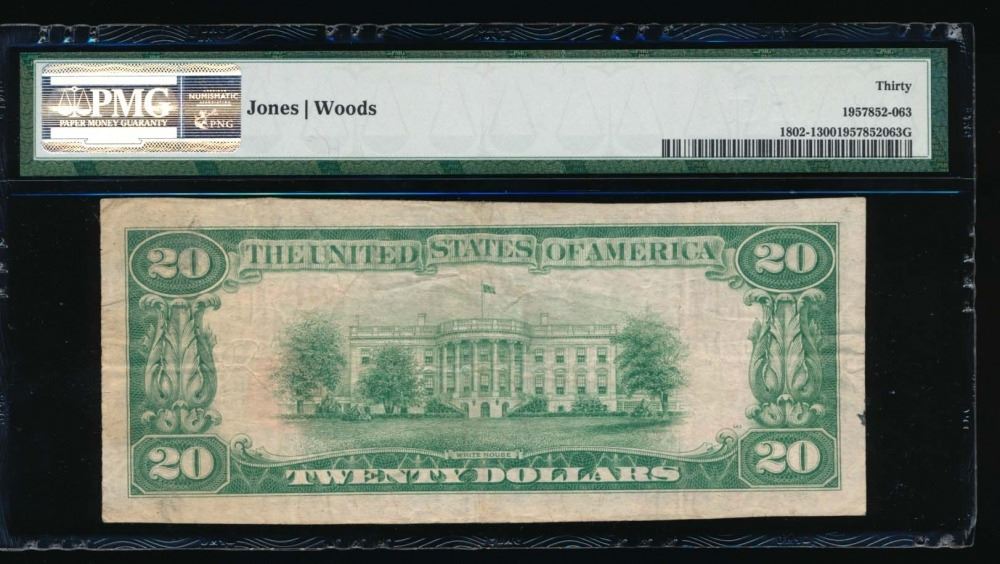 PMG
PAPER MONEY GUARANTY
NUMISMATIC
PNG
Jones | Woods
Thirty
1957852-063
1802-13001957852063G
20
THE UNITED STATES OF AMERICA
20
20
WHITE HOUSE
TWENTY DOLLARS
20